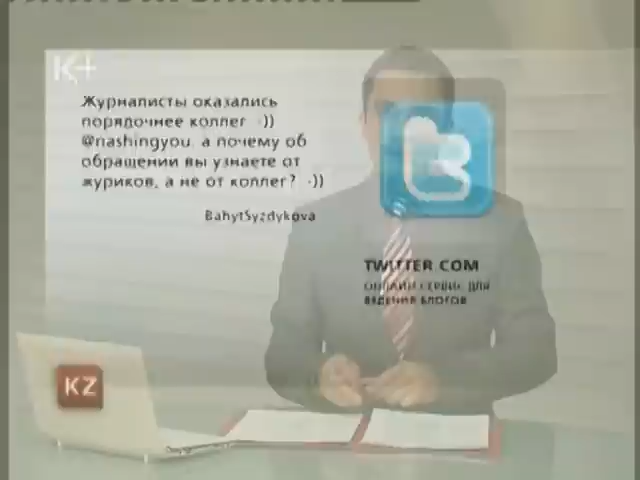 К+
Журналисты оказались
порядочнее коллег :-))
@nashingyou, а почему об
обращении вы узнаете от
журиков, а не от коллег? :-))
BahytSyzdykova
TWITTER.COM
ОНЛАЙН-СЕРВИС ДЛЯ
ВЕДЕНИЯ БЛОГОВ
KZ